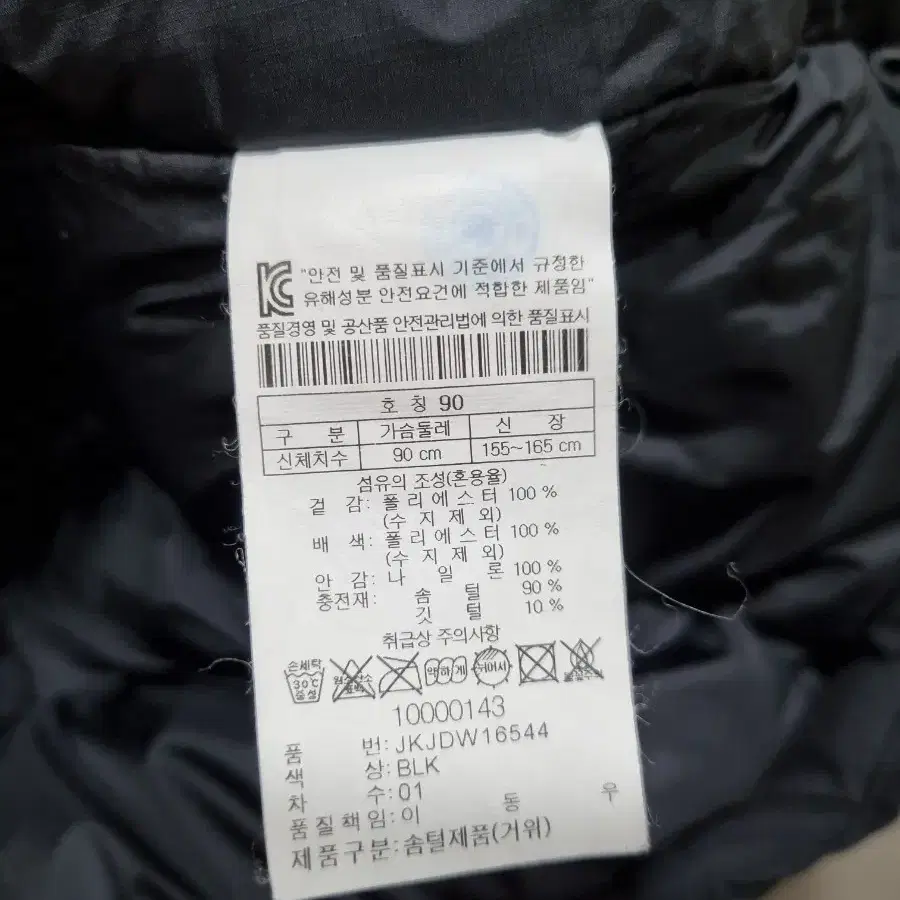 KC "안전 및 품질표시 기준에서 규정한
유해성분 안전요건에 적합한 제품임"
품질경영 및 공산품 안전관리법에 의한 품질표시
호 칭 90
구 분 가슴둘레 신 장
신체치수 90 cm 155~165 cm
섬유의 조성(혼용율)
겉 감: 폴 리 에 스 터 100 %
(수 지 제 외)
배 색: 폴 리 에 스 터 100 %
(수 지 제 외)
안 감: 나 일 론 100 %
충전재: 솜 털 90 %
깃 털 10 %
취급상 주의사항
손세탁 30℃ 중성 약하게 뉘어서
10000143
품 번: JKJDW16544
색 상: BLK
차 수: 01
품질책임: 이 동 우
제품구분: 솜털제품(거위)